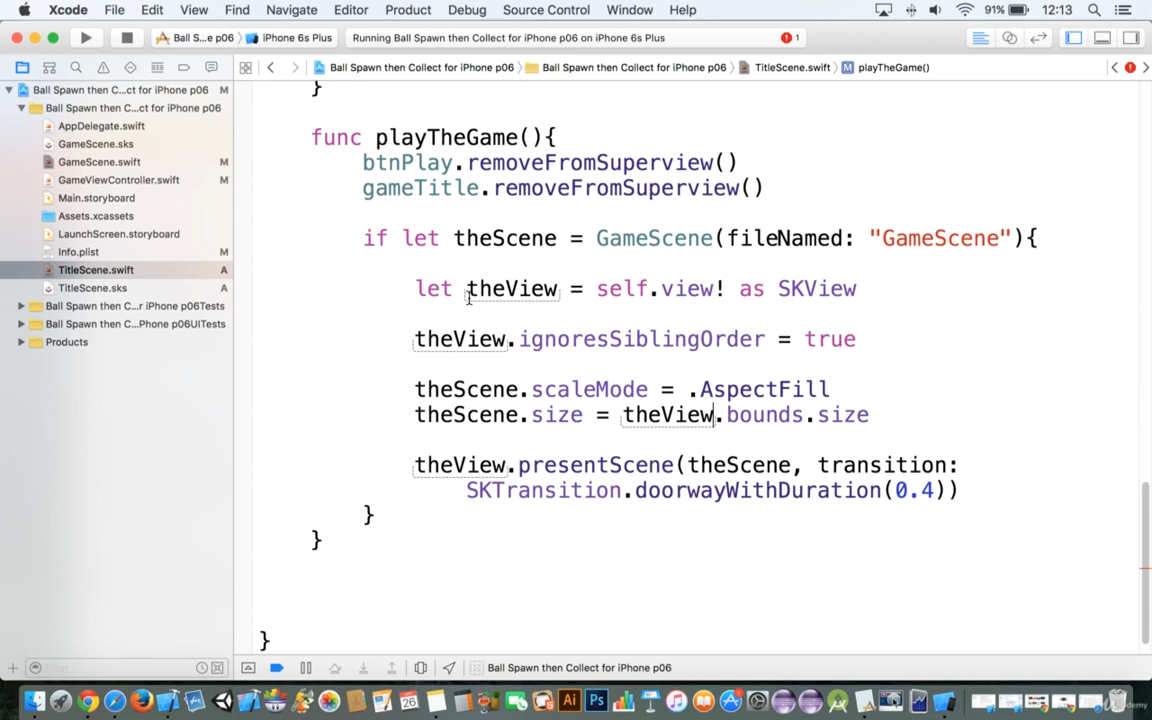 Xcode File Edit View Find Navigate Editor Product Debug Source Control Window Help 91% 12:13
Ball S...e p06 iPhone 6s Plus Running Ball Spawn then Collect for iPhone p06 on iPhone 6s Plus 1
Ball Spawn then Collect for iPhone p06 Ball Spawn then Collect for iPhone p06 TitleScene.swift M playTheGame()
Ball Spawn then C...ct for iPhone p06 M
Ball Spawn then C...ct for iPhone p06
AppDelegate.swift
GameScene.sks
GameScene.swift M
GameViewController.swift M
Main.storyboard
Assets.xcassets
LaunchScreen.storyboard
Info.plist M
TitleScene.swift A
TitleScene.sks A
Ball Spawn then C...r iPhone p06Tests
Ball Spawn then C...Phone p06UITests
Products
}
func playTheGame(){
btnPlay.removeFromSuperview()
gameTitle.removeFromSuperview()
if let theScene = GameScene(fileNamed: "GameScene"){
let theView = self.view! as SKView
theView.ignoresSiblingOrder = true
theScene.scaleMode = .AspectFill
theScene.size = theView.bounds.size
theView.presentScene(theScene, transition:
SKTransition.doorwayWithDuration(0.4))
}
}
}
Filter
Ball Spawn then Collect for iPhone p06
Ai Ps
udemy